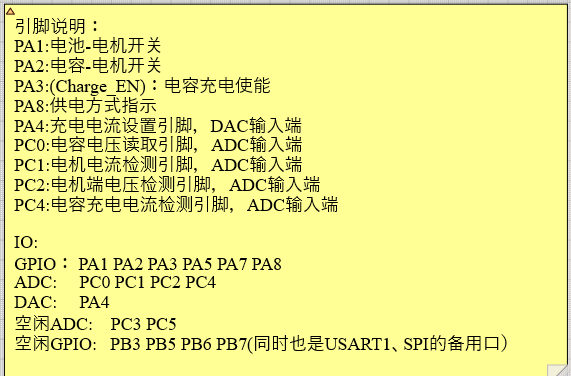 引脚说明：
PA1:电池-电机开关
PA2:电容-电机开关
PA3:(Charge_EN)：电容充电使能
PA8:供电方式指示
PA4:充电电流设置引脚，DAC输入端
PC0:电容电压读取引脚，ADC输入端
PC1:电机电流检测引脚，ADC输入端
PC2:电机端电压检测引脚，ADC输入端
PC4:电容充电电流检测引脚，ADC输入端
IO:
GPIO： PA1 PA2 PA3 PA5 PA7 PA8
ADC: PC0 PC1 PC2 PC4
DAC: PA4
空闲ADC: PC3 PC5
空闲GPIO: PB3 PB5 PB6 PB7(同时也是USART1、SPI的备用口）